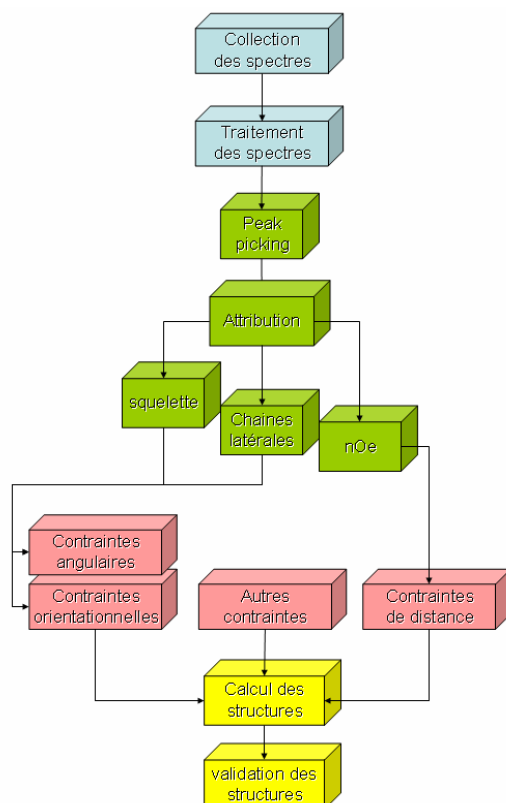 Collection
des spectres
Traitement
des spectres
Peak
picking
Attribution
squelette
Chaines
latérales
nOe
Contraintes
angulaires
Contraintes
orientationnelles
Autres
contraintes
Contraintes
de distance
Calcul des
structures
validation des
structures